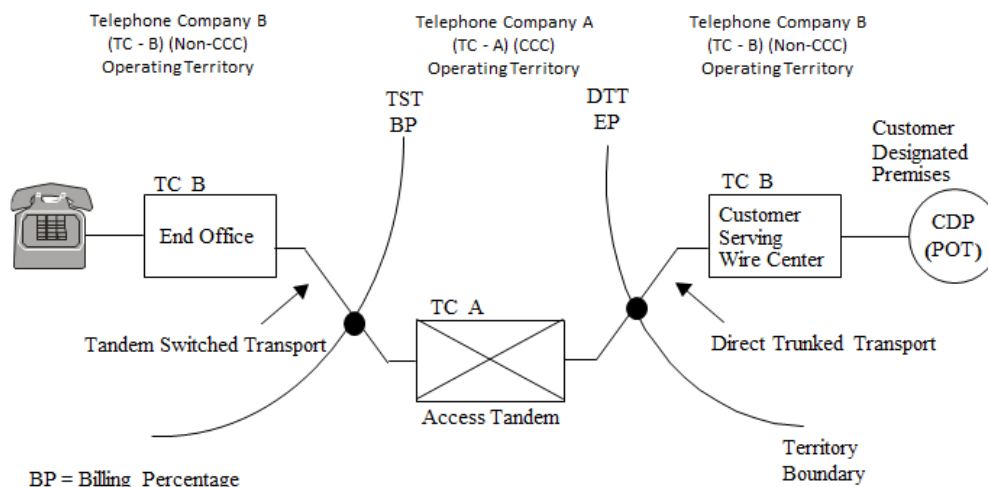 Telephone Company B
(TC - B) (Non-CCC)
Operating Territory
Telephone Company A
(TC - A) (CCC)
Operating Territory
Telephone Company B
(TC - B) (Non-CCC)
Operating Territory
TST
BP
DTT
EP
Customer
Designated
Premises
TC B
End Office
TC B
Customer
Serving
Wire Center
CDP
(POT)
Tandem Switched Transport
TC A
Direct Trunked Transport
Access Tandem
Territory
Boundary
BP = Billing Percentage